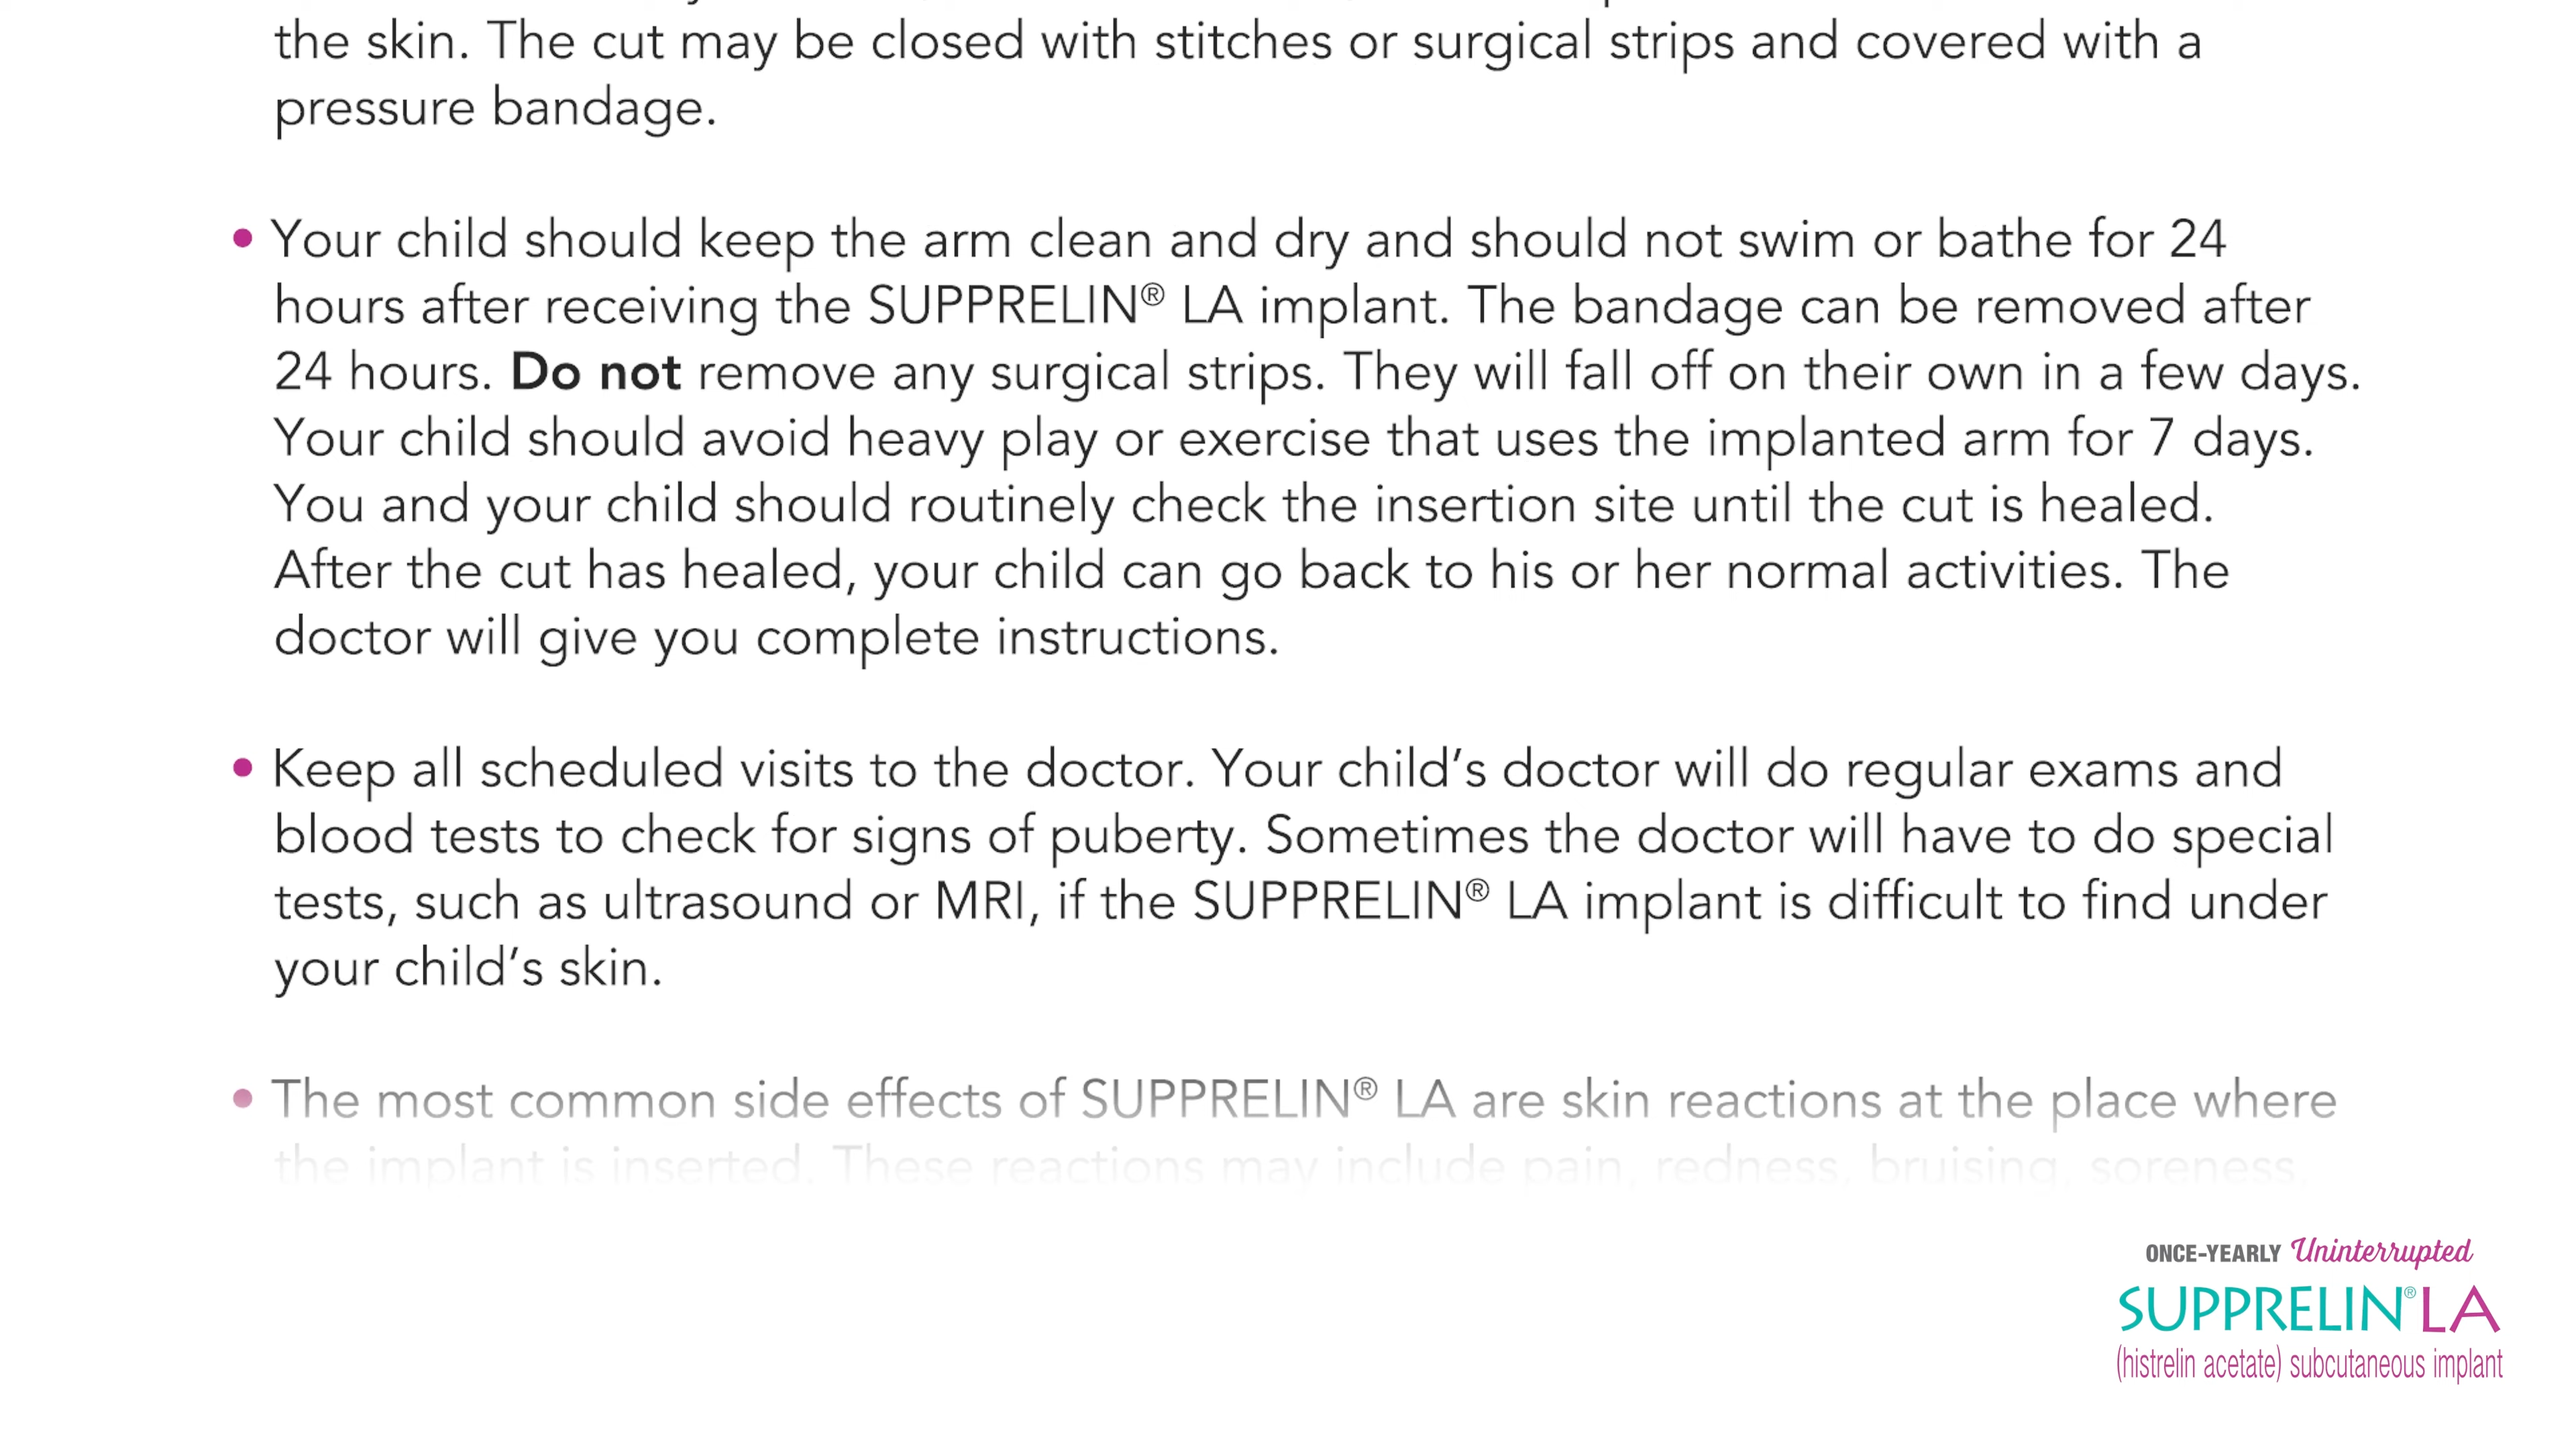 the skin. The cut may be closed with stitches or surgical strips and covered with a
pressure bandage.
• Your child should keep the arm clean and dry and should not swim or bathe for 24
hours after receiving the SUPPRELIN® LA implant. The bandage can be removed after
24 hours. Do not remove any surgical strips. They will fall off on their own in a few days.
Your child should avoid heavy play or exercise that uses the implanted arm for 7 days.
You and your child should routinely check the insertion site until the cut is healed.
After the cut has healed, your child can go back to his or her normal activities. The
doctor will give you complete instructions.
• Keep all scheduled visits to the doctor. Your child’s doctor will do regular exams and
blood tests to check for signs of puberty. Sometimes the doctor will have to do special
tests, such as ultrasound or MRI, if the SUPPRELIN® LA implant is difficult to find under
your child’s skin.
• The most common side effects of SUPPRELIN® LA are skin reactions at the place where
the implant is inserted. These reactions may include pain, redness, bruising, soreness,
ONCE-YEARLY Uninterrupted
SUPPRELIN® LA
(histrelin acetate) subcutaneous implant